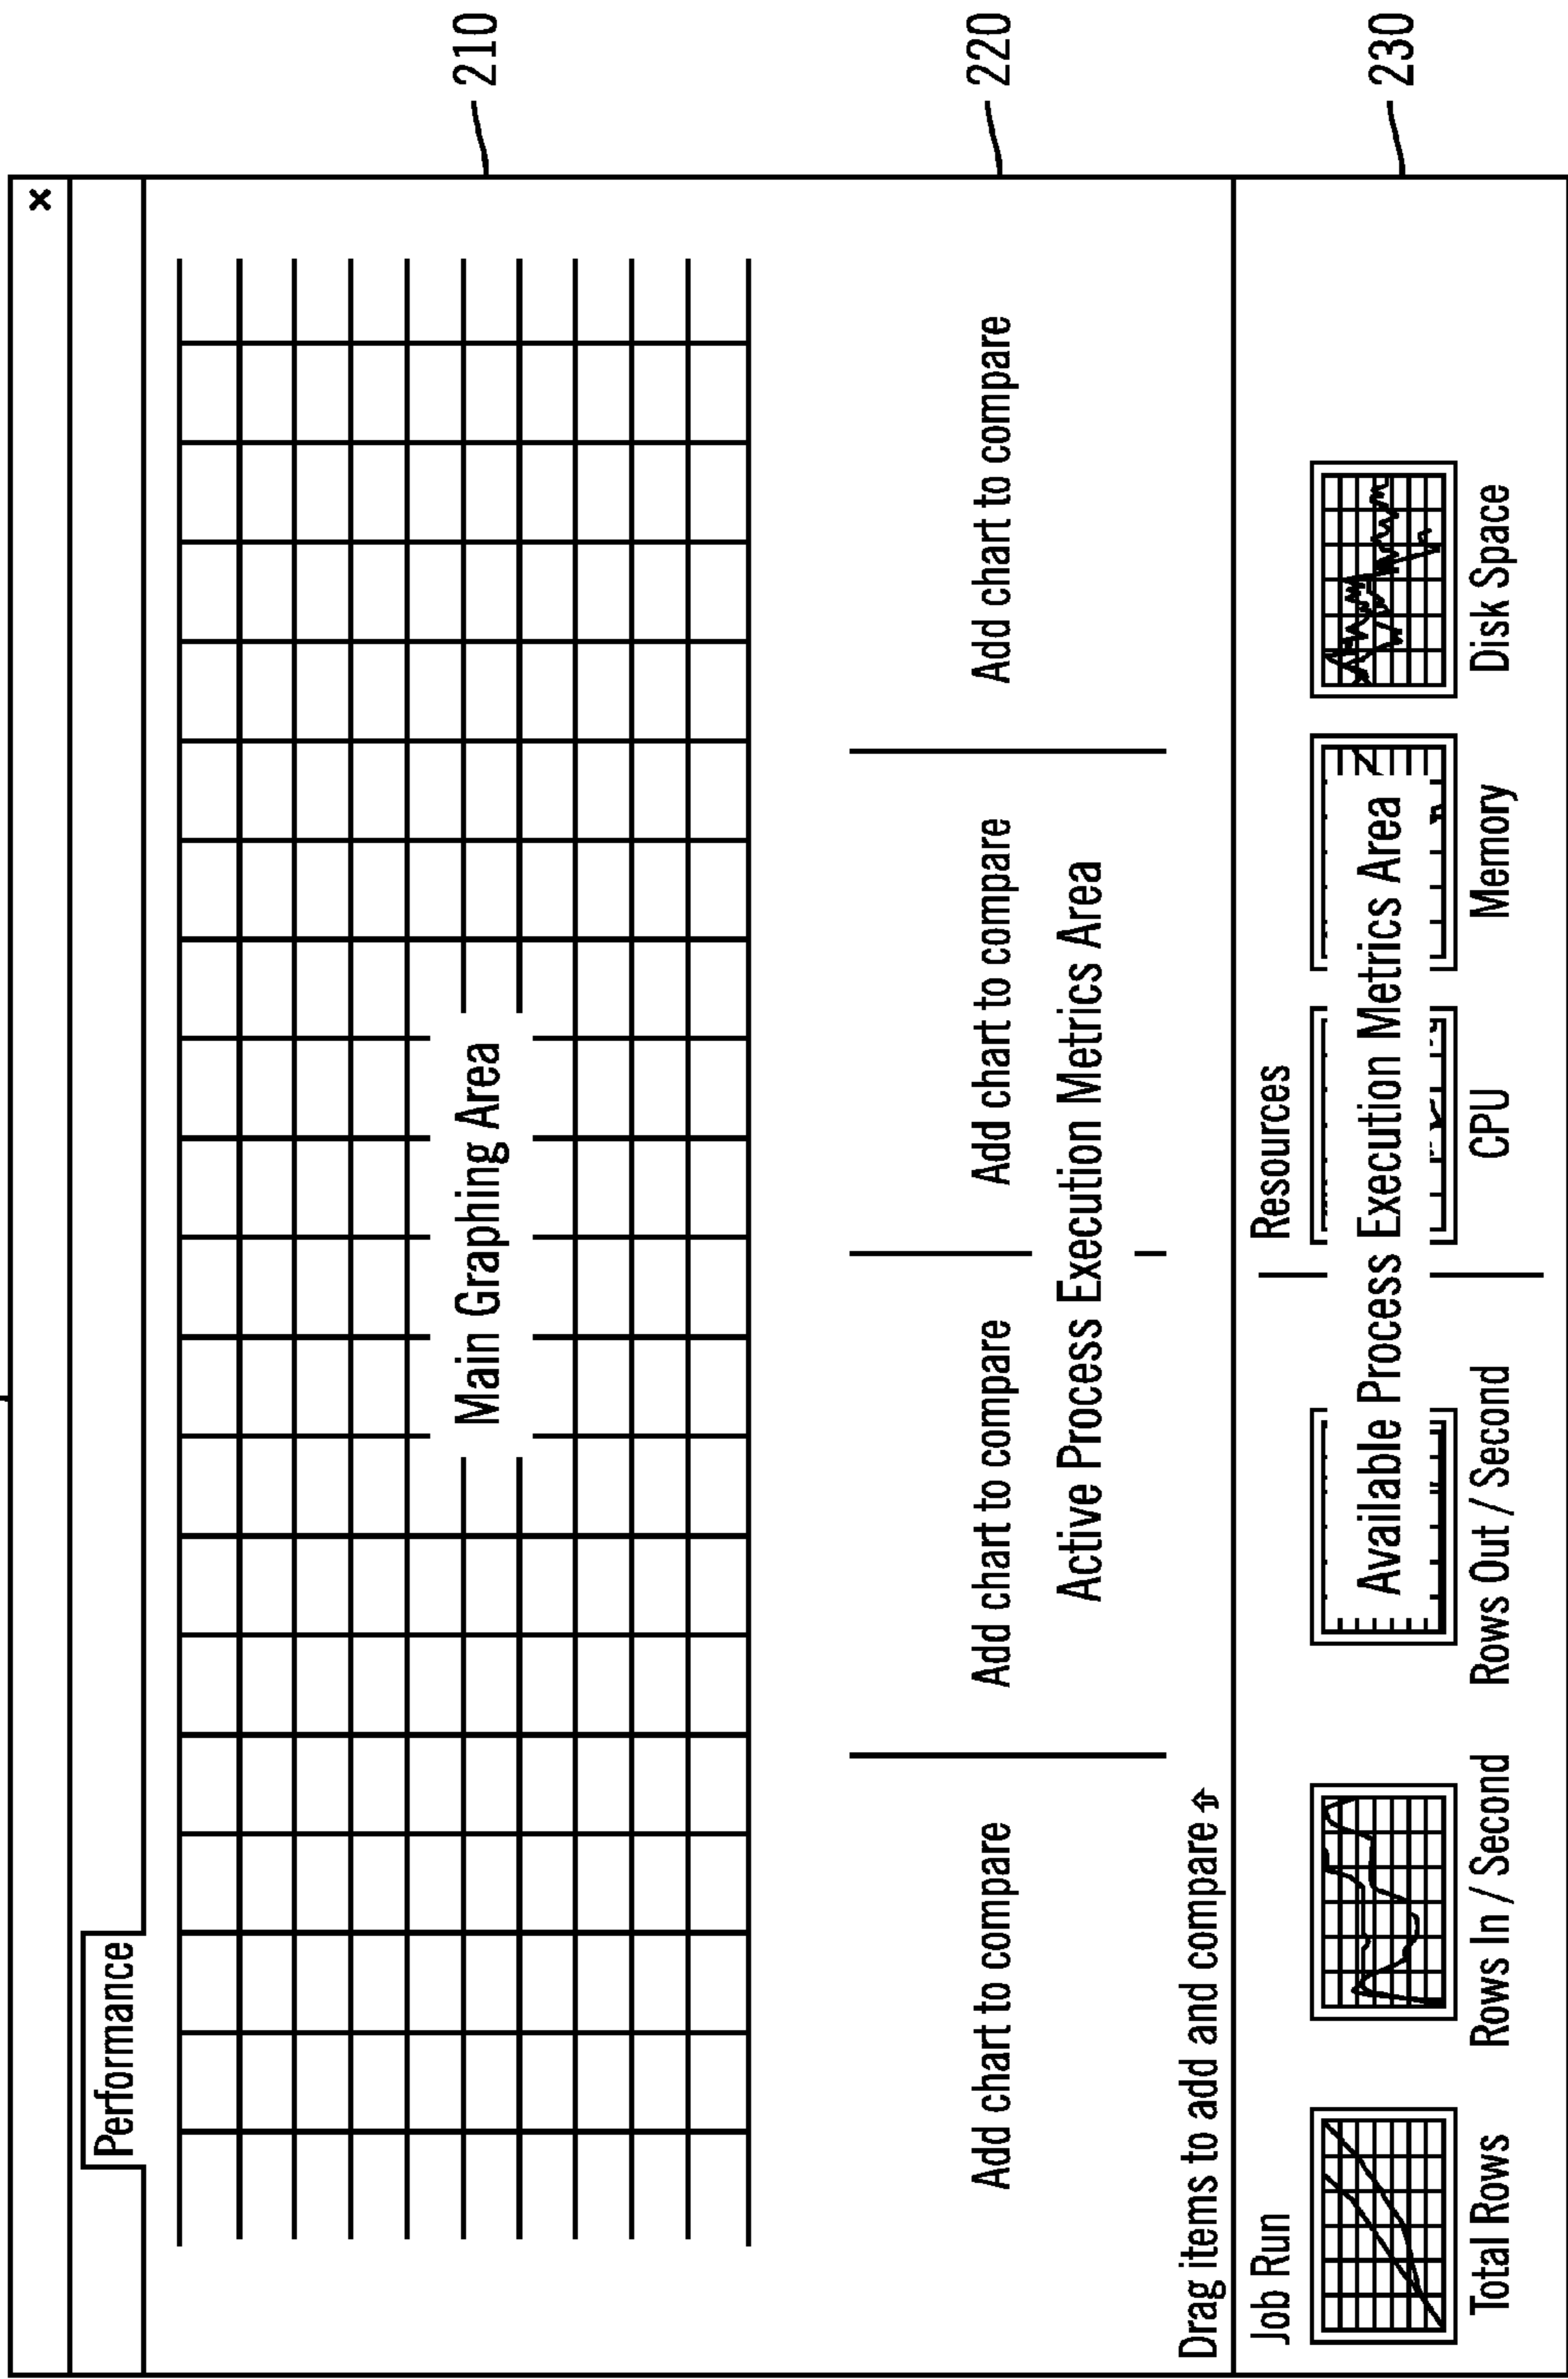 ×
Performance
Main Graphing Area
210
Add chart to compare Add chart to compare Add chart to compare Add chart to compare
220
Active Process Execution Metrics Area
Drag items to add and compare
Job Run Resources
Available Process Execution Metrics Area
230
Total Rows Rows In / Second Rows Out / Second CPU Memory Disk Space